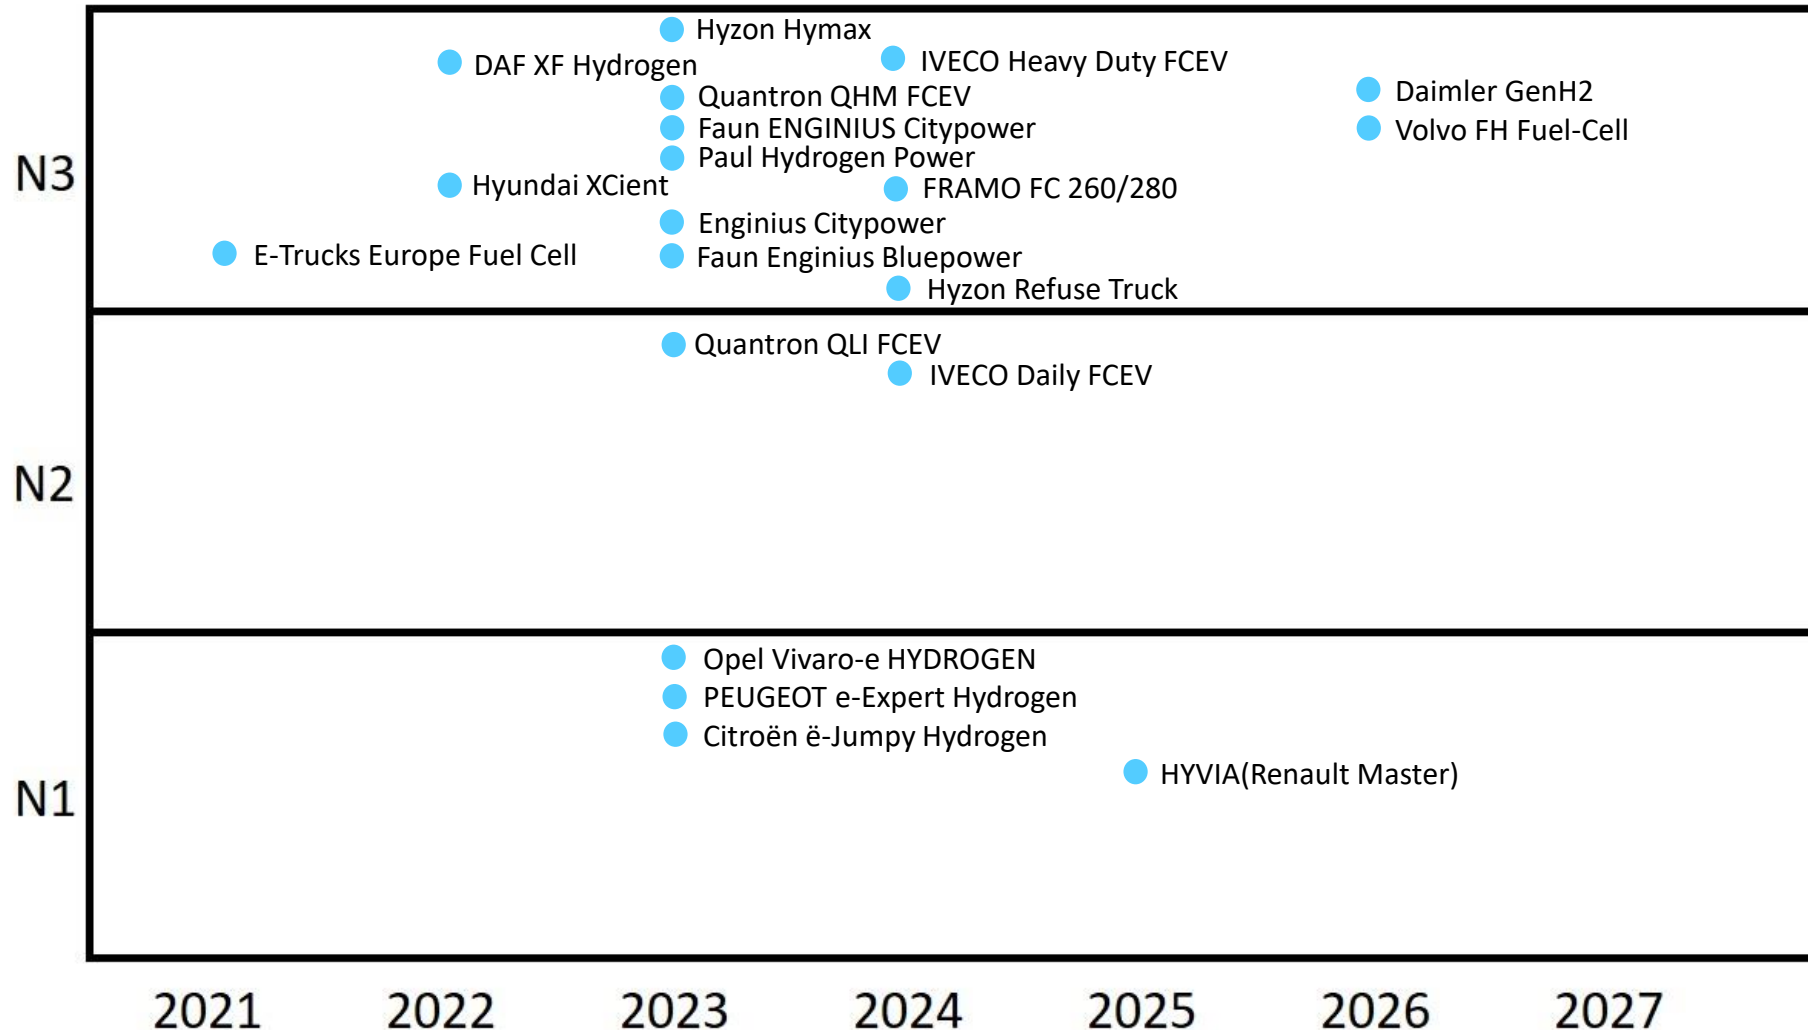 Hyzon Hymax
DAF XF Hydrogen
IVECO Heavy Duty FCEV
Quantron QHM FCEV
Daimler GenH2
Faun ENGINIUS Citypower
Volvo FH Fuel-Cell
Paul Hydrogen Power
N3
Hyundai XCient
FRAMO FC 260/280
Enginius Citypower
E-Trucks Europe Fuel Cell
Faun Enginius Bluepower
Hyzon Refuse Truck
Quantron QLI FCEV
IVECO Daily FCEV
N2
Opel Vivaro-e HYDROGEN
PEUGEOT e-Expert Hydrogen
Citroën ë-Jumpy Hydrogen
HYVIA(Renault Master)
N1
2021 2022 2023 2024 2025 2026 2027